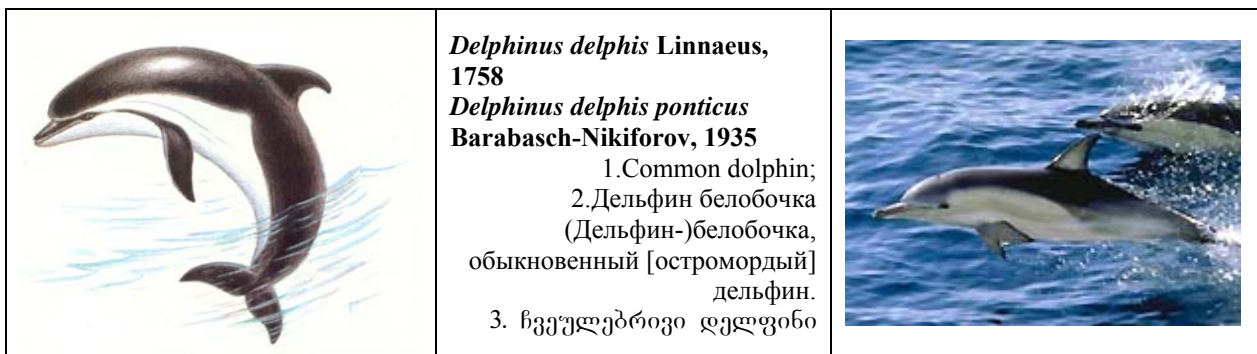 Delphinus delphis Linnaeus,
1758
Delphinus delphis ponticus
Barabasch-Nikiforov, 1935
1.Common dolphin;
2.Дельфин белобочка
(Дельфин-)белобочка,
обыкновенный [остромордый]
дельфин.
3. ჩვეულებრივი დელფინი